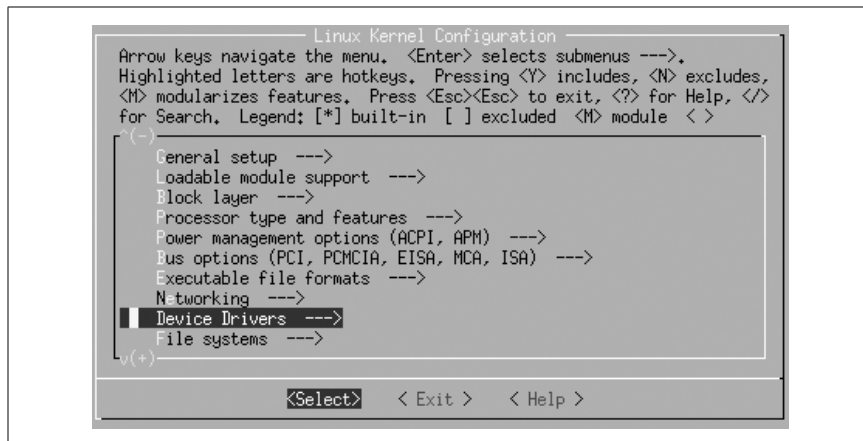 Linux Kernel Configuration
Arrow keys navigate the menu. <Enter> selects submenus --->.
Highlighted letters are hotkeys. Pressing <Y> includes, <N> excludes,
<M> modularizes features. Press <Esc><Esc> to exit, <?> for Help, </>
for Search. Legend: [*] built-in [ ] excluded <M> module < >
^(-)
General setup --->
Loadable module support --->
Block layer --->
Processor type and features --->
Power management options (ACPI, APM) --->
Bus options (PCI, PCMCIA, EISA, MCA, ISA) --->
Executable file formats --->
Networking --->
Device Drivers --->
File systems --->
v(+)
<Select> < Exit > < Help >